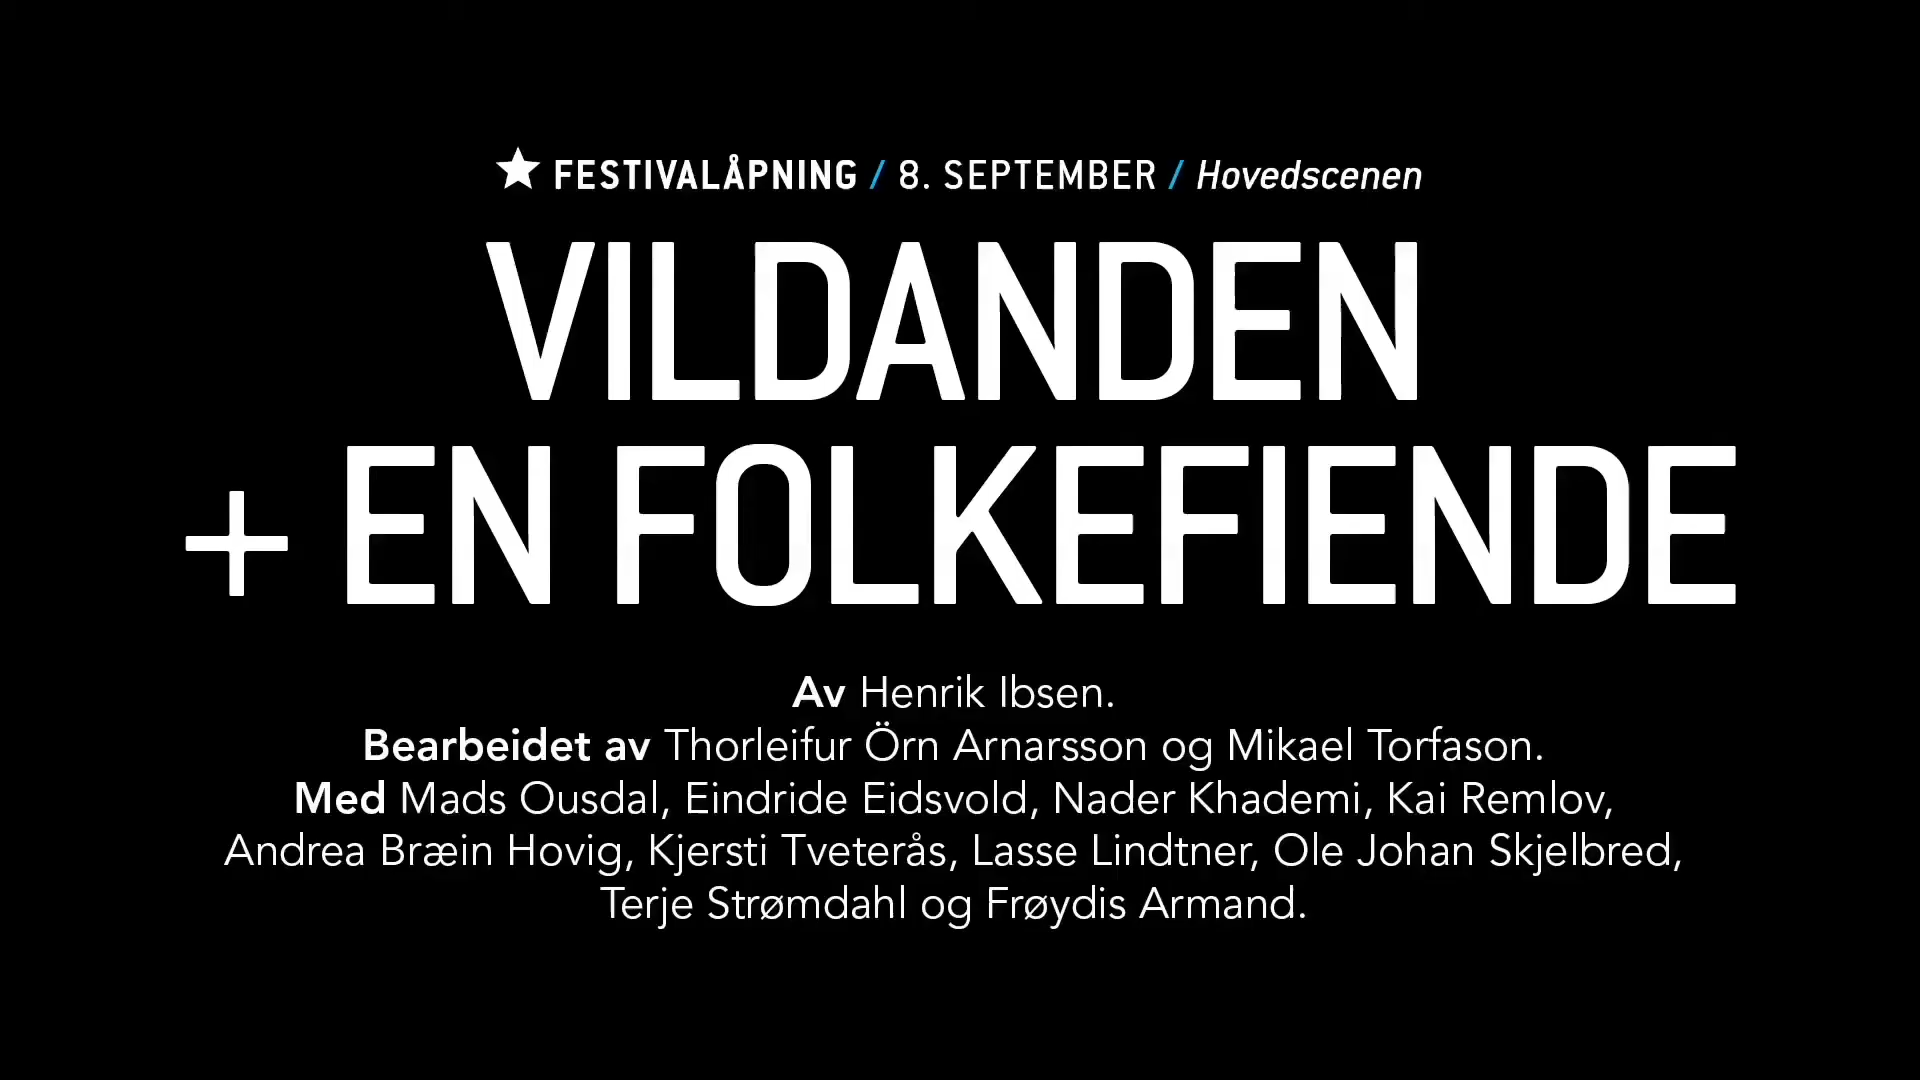 ★ FESTIVALÅPNING / 8. SEPTEMBER / Hovedscenen
VILDANDEN
+ EN FOLKEFIENDE
Av Henrik Ibsen.
Bearbeidet av Thorleifur Örn Arnarsson og Mikael Torfason.
Med Mads Ousdal, Eindride Eidsvold, Nader Khademi, Kai Remlov,
Andrea Bræin Hovig, Kjersti Tveterås, Lasse Lindtner, Ole Johan Skjelbred,
Terje Strømdahl og Frøydis Armand.